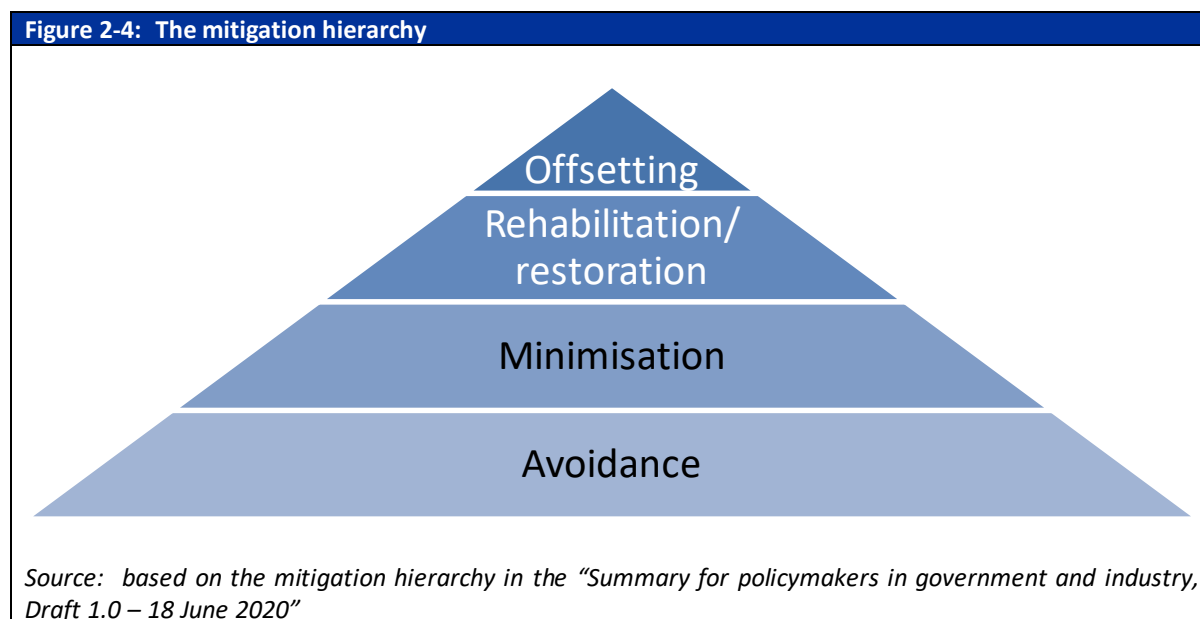 Figure 2-4: The mitigation hierarchy
Offsetting
Rehabilitation/
restoration
Minimisation
Avoidance
Source: based on the mitigation hierarchy in the “Summary for policymakers in government and industry,
Draft 1.0 – 18 June 2020”